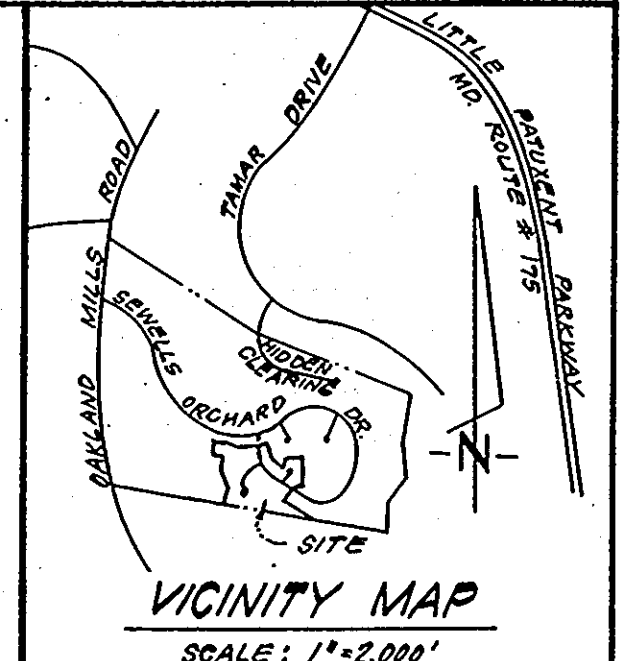 LITTLE PATUXENT PARKWAY
MD. ROUTE # 175
TAMAR DRIVE
OAKLAND MILLS ROAD
SEWELLS ORCHARD DR.
HIDDEN
CLEARING
-N-
SITE
VICINITY MAP
SCALE: 1"=2,000'